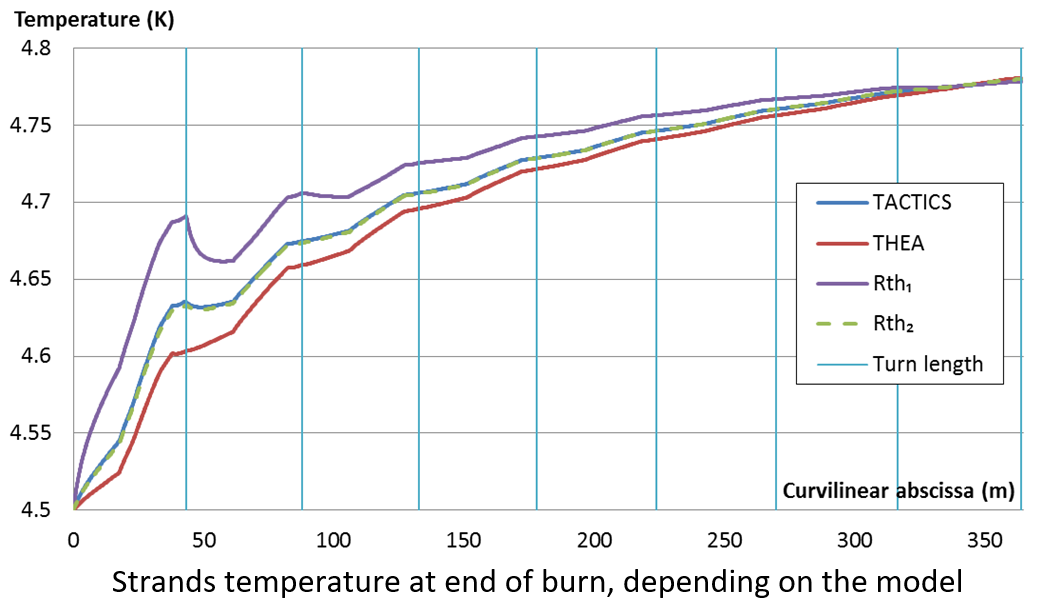 Temperature (K)
4.8
4.75
4.7
4.65
4.6
4.55
4.5
TACTICS
THEA
Rth₁
Rth₂
Turn length
Curvilinear abscissa (m)
0 50 100 150 200 250 300 350
Strands temperature at end of burn, depending on the model